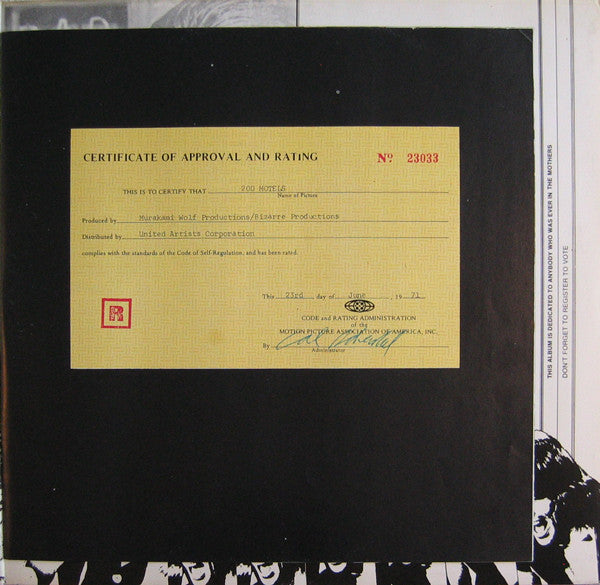 CERTIFICATE OF APPROVAL AND RATING
Nº 23033
THIS IS TO CERTIFY THAT 200 MOTELS
Name of Picture
Produced by Murakami Wolf Productions/Bizarre Productions
Distributed by United Artists Corporation
complies with the standards of the Code of Self-Regulation, and has been rated.
This 23rd day of June, 19 71
R
CODE and RATING ADMINISTRATION
of the
MOTION PICTURE ASSOCIATION OF AMERICA, INC.
By
Administrator
THIS ALBUM IS DEDICATED TO ANYBODY WHO WAS EVER IN THE MOTHERS
DON'T FORGET TO REGISTER TO VOTE